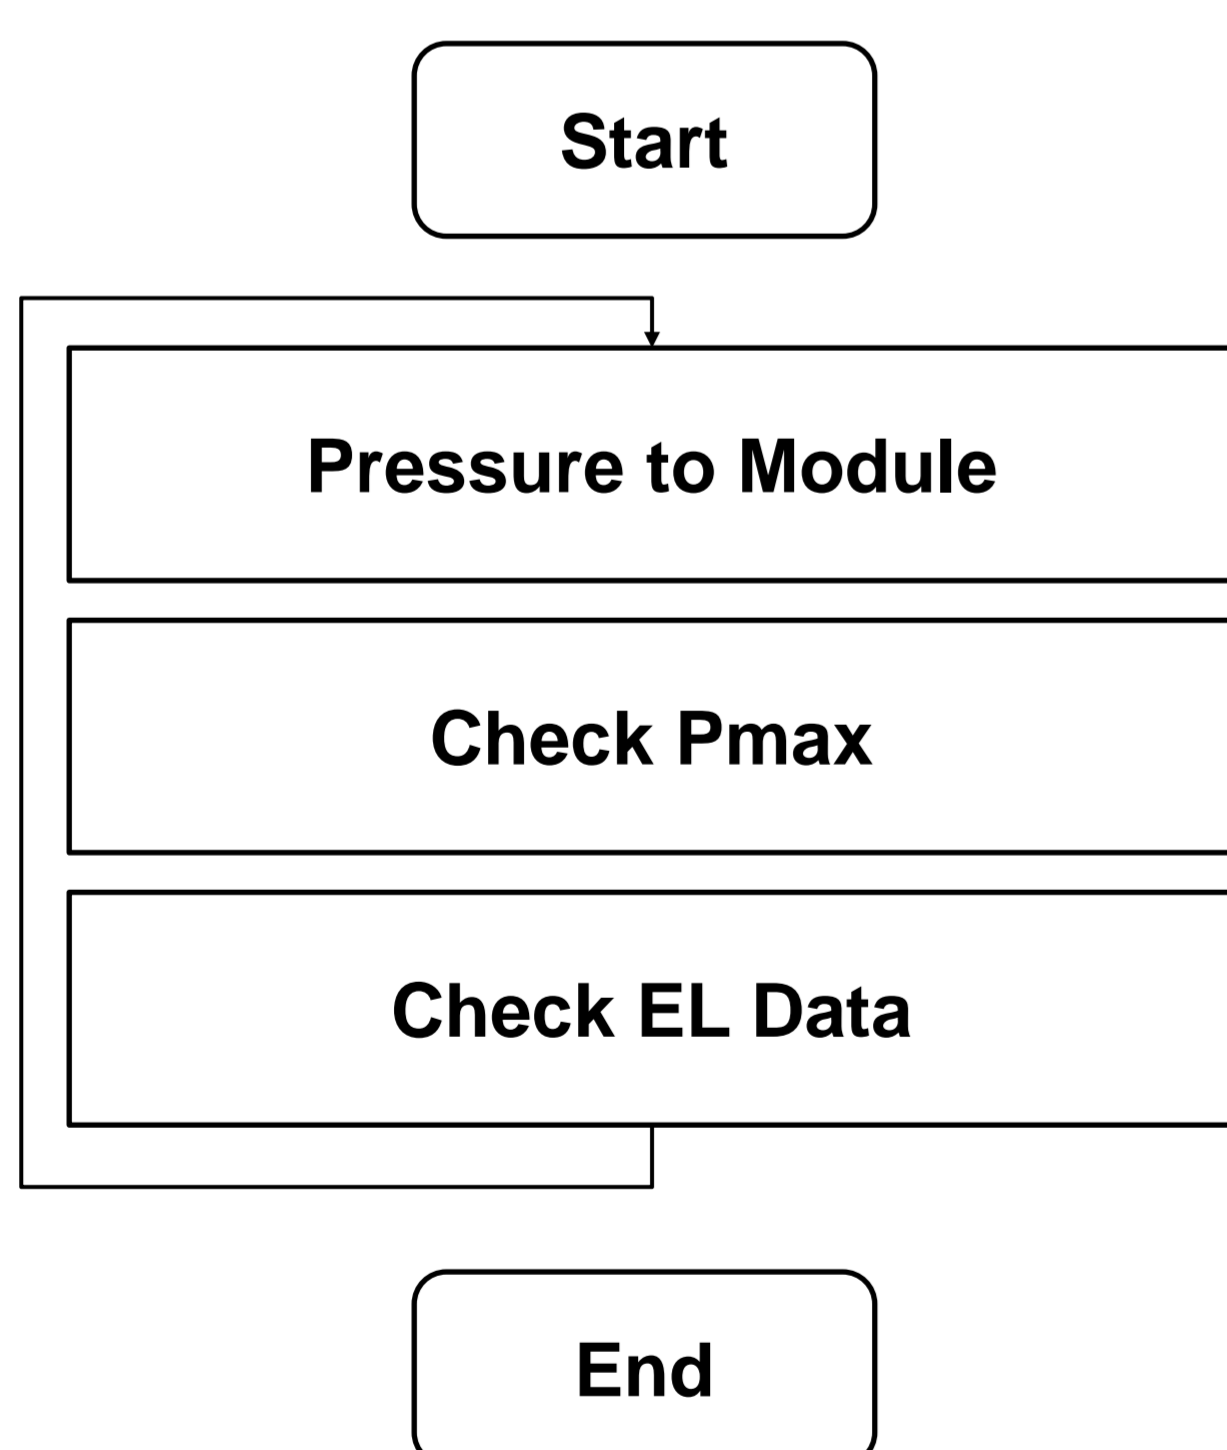 Start
Pressure to Module
Check Pmax
Check EL Data
End